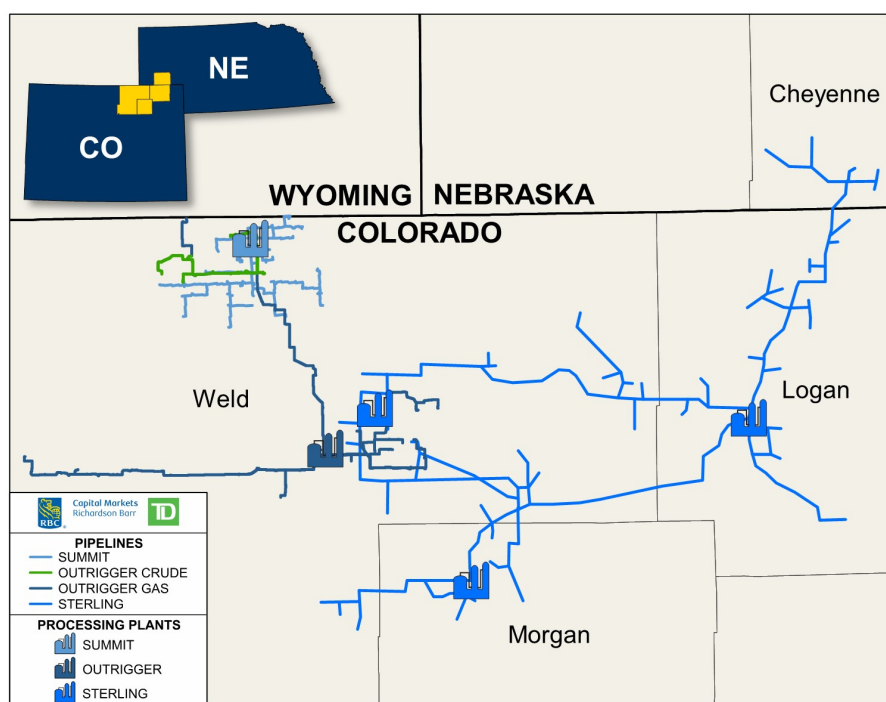 NE
CO
Cheyenne
WYOMING NEBRASKA
COLORADO
Weld
Logan
Morgan
RBC
Capital Markets
Richardson Barr
TD
PIPELINES
SUMMIT
OUTRIGGER CRUDE
OUTRIGGER GAS
STERLING
PROCESSING PLANTS
SUMMIT
OUTRIGGER
STERLING